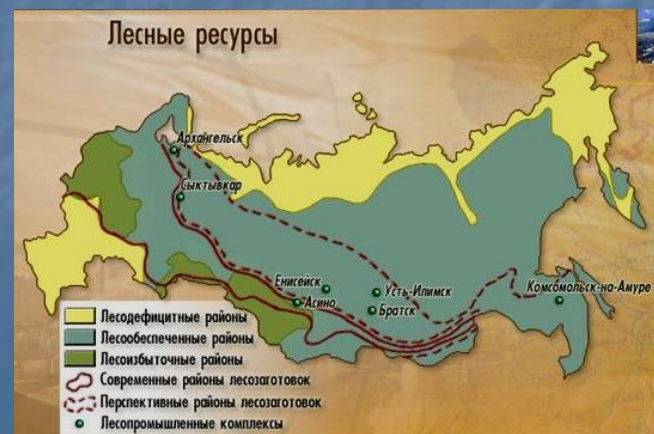 Лесные ресурсы
Архангельск
Сыктывкар
Енисейск
Усть-Илимск
Комсомольск-на-Амуре
Асино
Братск
Лесодефицитные районы
Лесообеспеченные районы
Лесоизбыточные районы
Современные районы лесозаготовок
Перспективные районы лесозаготовок
Лесопромышленные комплексы